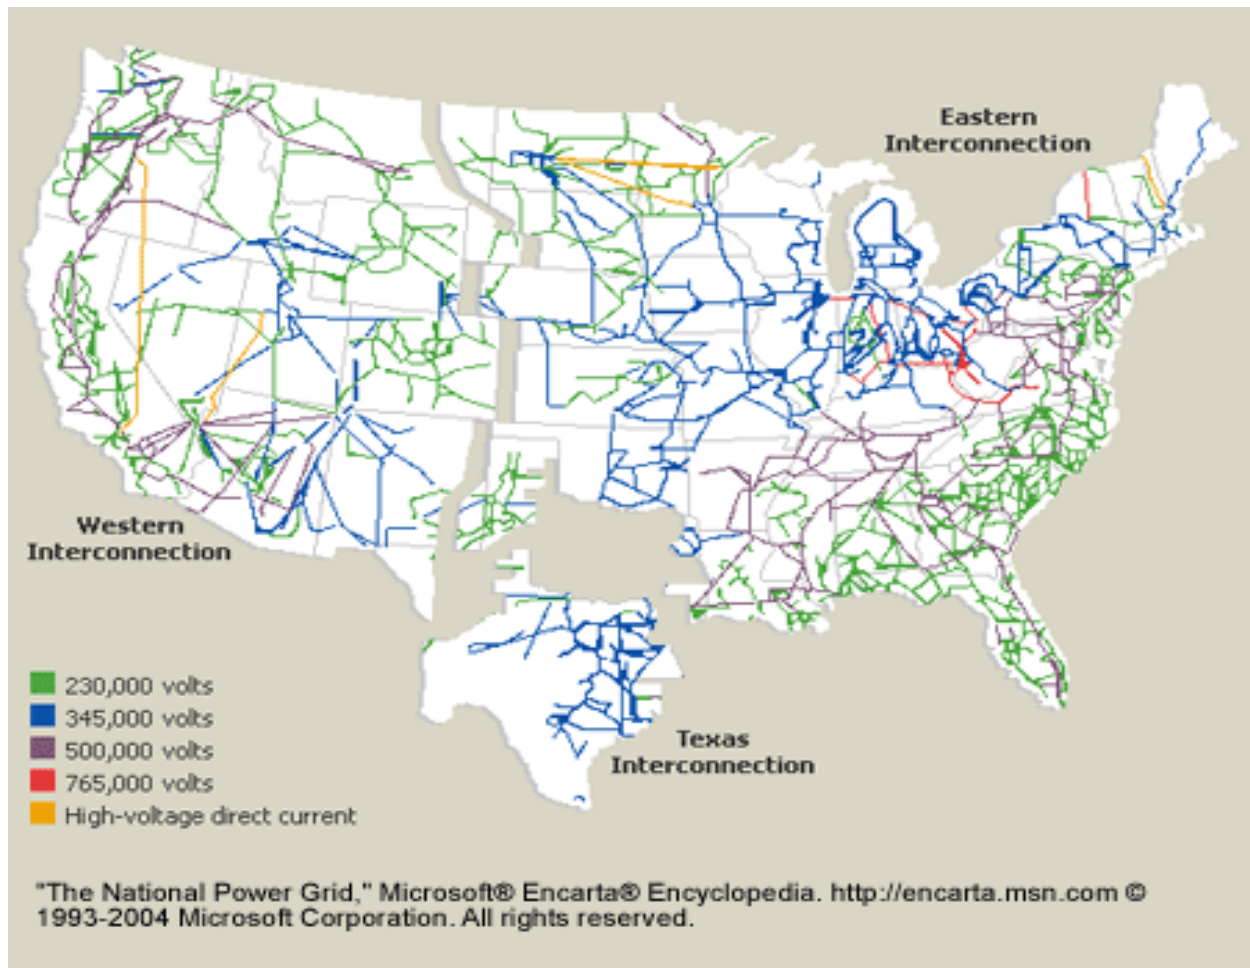 Eastern
Interconnection
Western
Interconnection
Texas
Interconnection
230,000 volts
345,000 volts
500,000 volts
765,000 volts
High-voltage direct current
"The National Power Grid," Microsoft® Encarta® Encyclopedia. http://encarta.msn.com ©
1993-2004 Microsoft Corporation. All rights reserved.